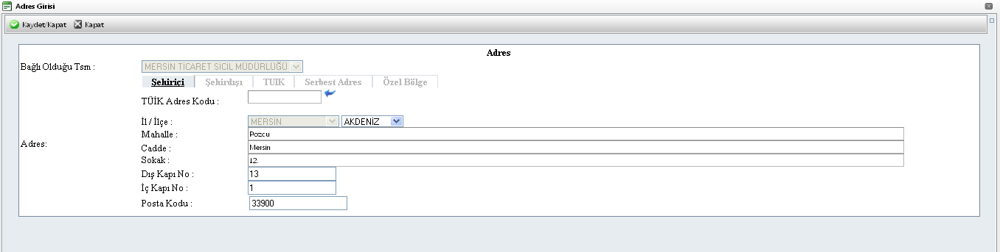 Adres Girisi
Kaydet/Kapat Kapat
Adres
Bağlı Olduğu Tsm : MERSİN TİCARET SİCİL MÜDÜRLÜĞÜ
Şehiriçi Şehirdışı TUIK Serbest Adres Özel Bölge
TÜİK Adres Kodu :
İl / İlçe : MERSİN AKDENİZ
Mahalle : Pozcu
Adres:
Cadde : Mersin
Sokak : 12.
Dış Kapı No : 13
İç Kapı No : 1
Posta Kodu : 33900